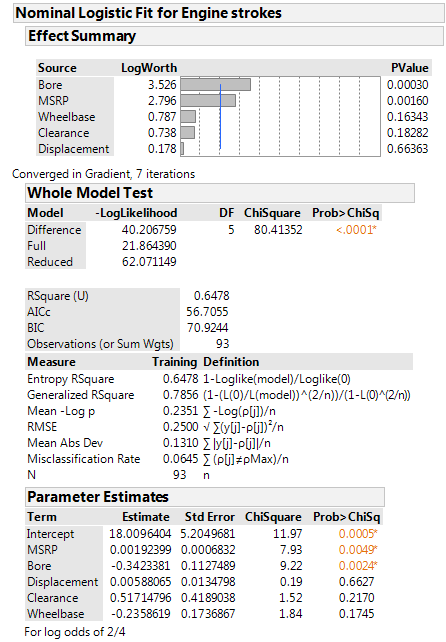 Nominal Logistic Fit for Engine strokes
Effect Summary
Source LogWorth PValue
Bore 3.526 0.00030
MSRP 2.796 0.00160
Wheelbase 0.787 0.16343
Clearance 0.738 0.18282
Displacement 0.178 0.66363
Converged in Gradient, 7 iterations
Whole Model Test
Model -LogLikelihood DF ChiSquare Prob>ChiSq
Difference 40.206759 5 80.41352 <.0001*
Full 21.864390
Reduced 62.071149
RSquare (U) 0.6478
AICc 56.7055
BIC 70.9244
Observations (or Sum Wgts) 93
Measure Training Definition
Entropy RSquare 0.6478 1-Loglike(model)/Loglike(0)
Generalized RSquare 0.7856 (1-(L(0)/L(model))^(2/n))/(1-L(0)^(2/n))
Mean -Log p 0.2351 ∑ -Log(ρ[j])/n
RMSE 0.2500 √ ∑(y[j]-ρ[j])²/n
Mean Abs Dev 0.1310 ∑ |y[j]-ρ[j]|/n
Misclassification Rate 0.0645 ∑ (ρ[j]≠ρMax)/n
N 93 n
Parameter Estimates
Term Estimate Std Error ChiSquare Prob>ChiSq
Intercept 18.0096404 5.2049681 11.97 0.0005*
MSRP 0.00192399 0.0006832 7.93 0.0049*
Bore -0.3423381 0.1127489 9.22 0.0024*
Displacement 0.00588065 0.0134798 0.19 0.6627
Clearance 0.51714796 0.4189038 1.52 0.2170
Wheelbase -0.2358619 0.1736867 1.84 0.1745
For log odds of 2/4